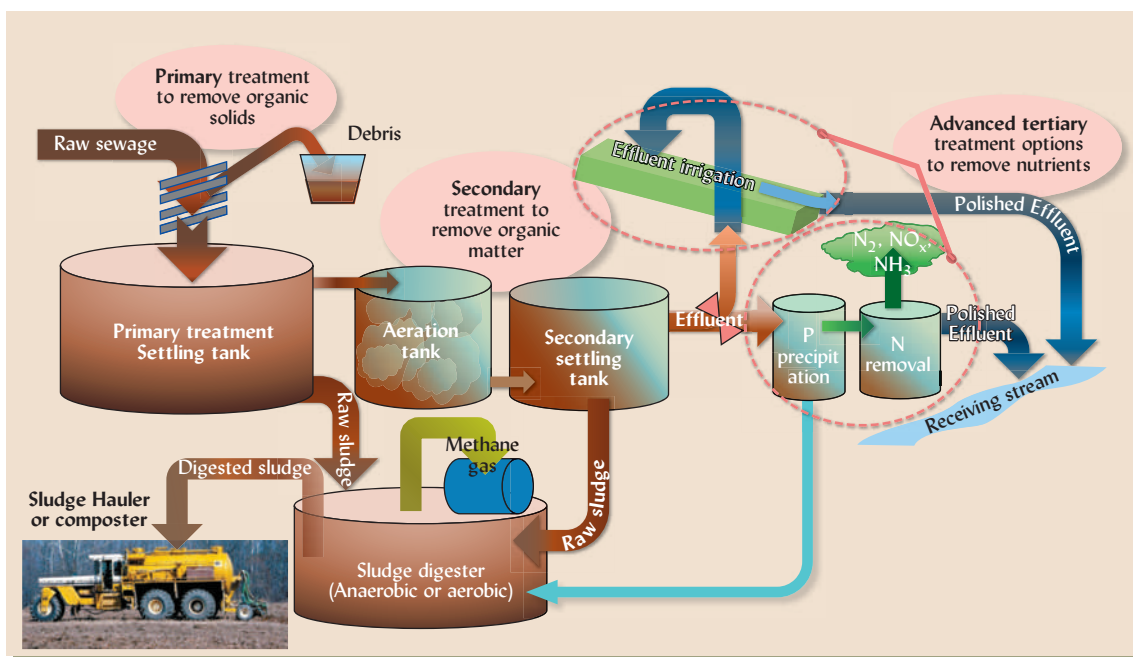 Primary treatment
to remove organic
solids
Raw sewage
Debris
Secondary
treatment to
remove organic
matter
Effluent irrigation
Advanced tertiary
treatment options
to remove nutrients
Polished Effluent
N2, NOx,
NH3
Primary treatment
Settling tank
Aeration
tank
Secondary
settling
tank
Effluent
P
precipit
ation
N
removal
Polished
Effluent
Receiving stream
Raw sludge
Raw sludge
Methane
gas
Digested sludge
Sludge Hauler
or composter
Sludge digester
(Anaerobic or aerobic)